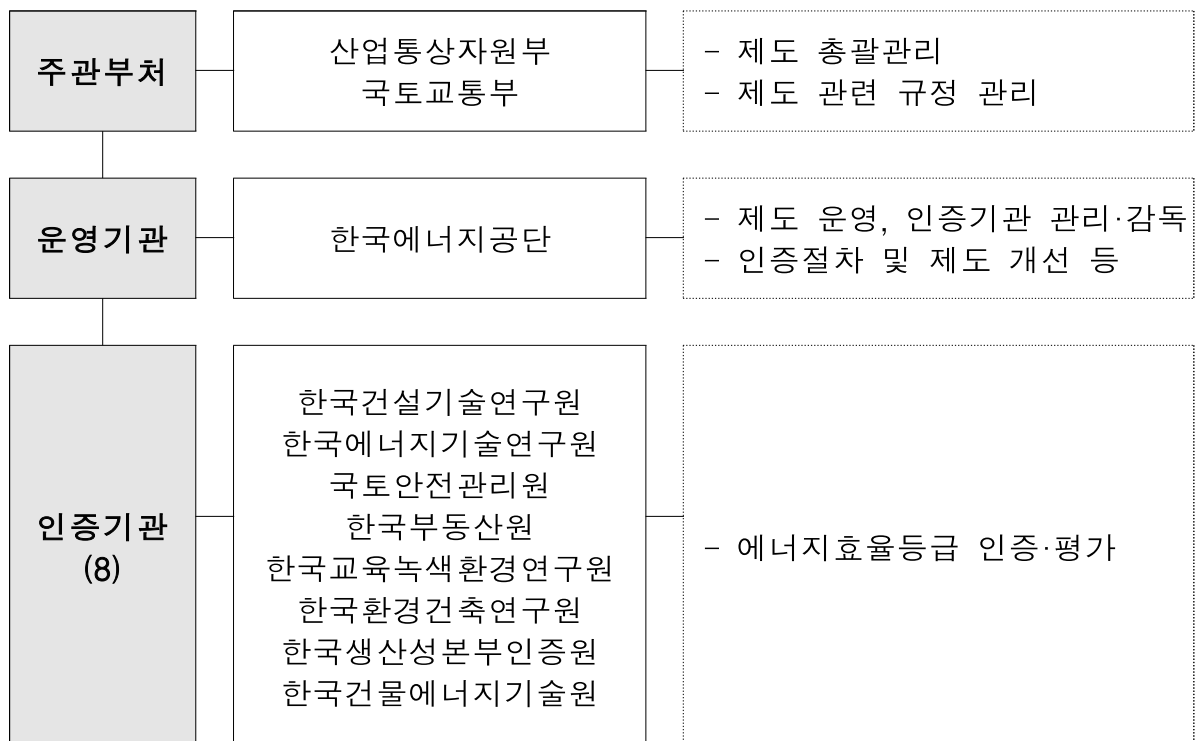 주관부처
산업통상자원부
국토교통부
- 제도 총괄관리
- 제도 관련 규정 관리
운영기관
한국에너지공단
- 제도 운영, 인증기관 관리·감독
- 인증절차 및 제도 개선 등
인증기관
(8)
한국건설기술연구원
한국에너지기술연구원
국토안전관리원
한국부동산원
한국교육녹색환경연구원
한국환경건축연구원
한국생산성본부인증원
한국건물에너지기술원
- 에너지효율등급 인증·평가